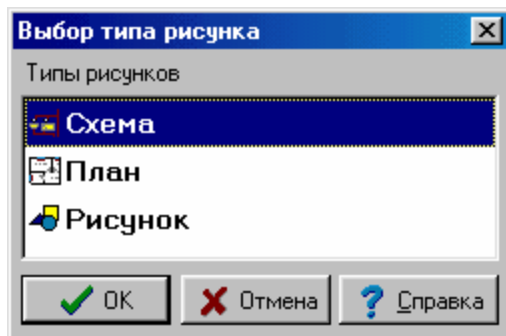 Выбор типа рисунка
Типы рисунков
Схема
План
Рисунок
OK
Отмена
Справка